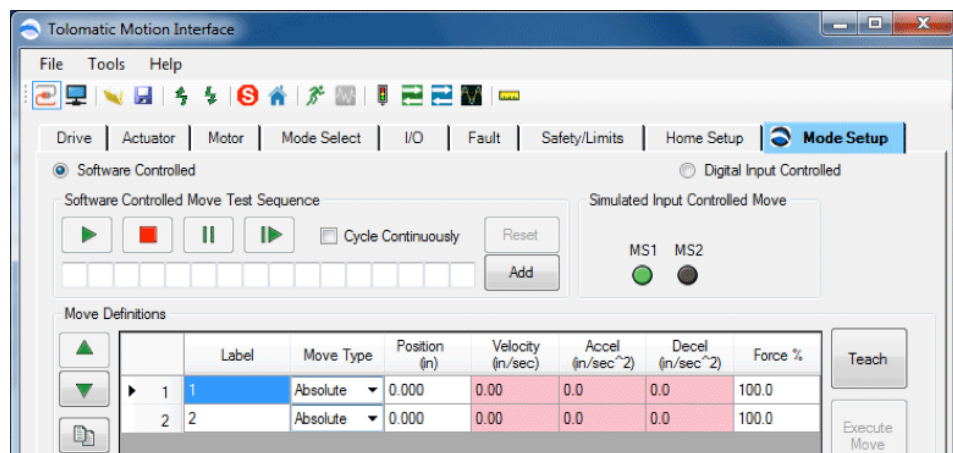 Tolomatic Motion Interface
File Tools Help
Drive Actuator Motor Mode Select I/O Fault Safety/Limits Home Setup Mode Setup
Software Controlled Digital Input Controlled
Software Controlled Move Test Sequence Simulated Input Controlled Move
Cycle Continuously Reset
MS1 MS2
Add
Move Definitions
Label Move Type Position (in) Velocity (in/sec) Accel (in/sec^2) Decel (in/sec^2) Force %
Teach
1 1 Absolute 0.000 0.00 0.0 0.0 100.0
2 2 Absolute 0.000 0.00 0.0 0.0 100.0
Execute
Move